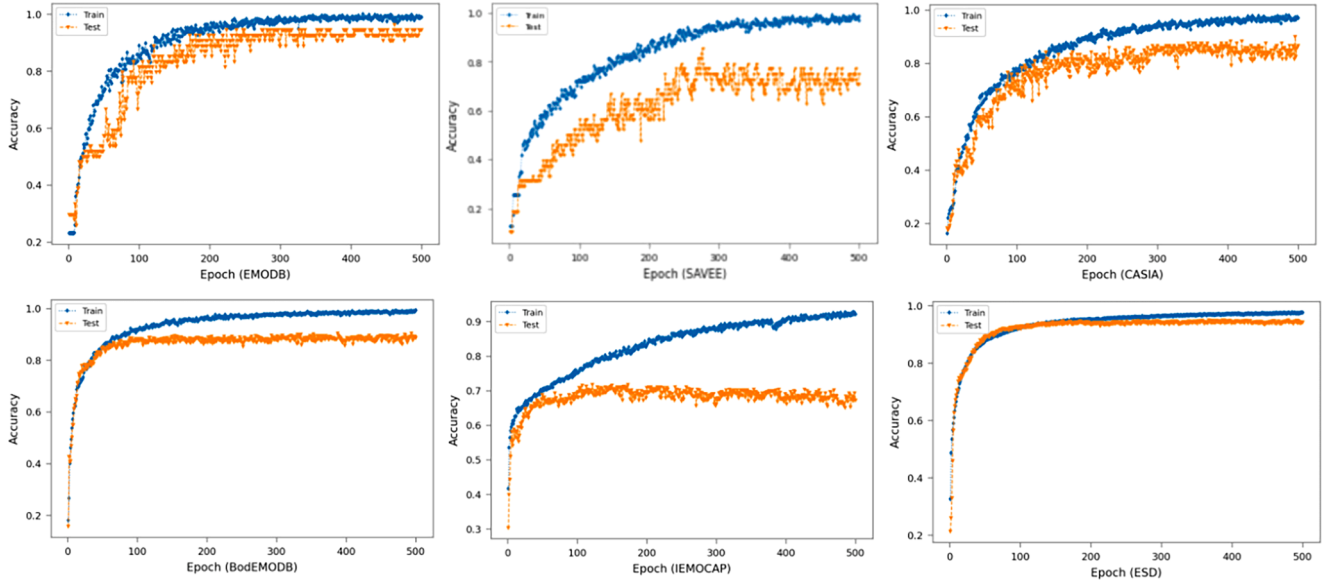 1.0
0.8
0.6
0.4
0.2
Accuracy
Train
Test
0
100
200
300
400
500
Epoch (EMODB)
1.0
0.8
0.6
0.4
0.2
Accuracy
Train
Test
0
100
200
300
400
500
Epoch (SAVEE)
1.0
0.8
0.6
0.4
0.2
Accuracy
Train
Test
0
100
200
300
400
500
Epoch (CASIA)
1.0
0.8
0.6
0.4
0.2
Accuracy
Train
Test
0
100
200
300
400
500
Epoch (BodEMODB)
0.9
0.8
0.7
0.6
0.5
0.4
0.3
Accuracy
Train
Test
0
100
200
300
400
500
Epoch (IEMOCAP)
1.0
0.8
0.6
0.4
0.2
Accuracy
Train
Test
0
100
200
300
400
500
Epoch (ESD)